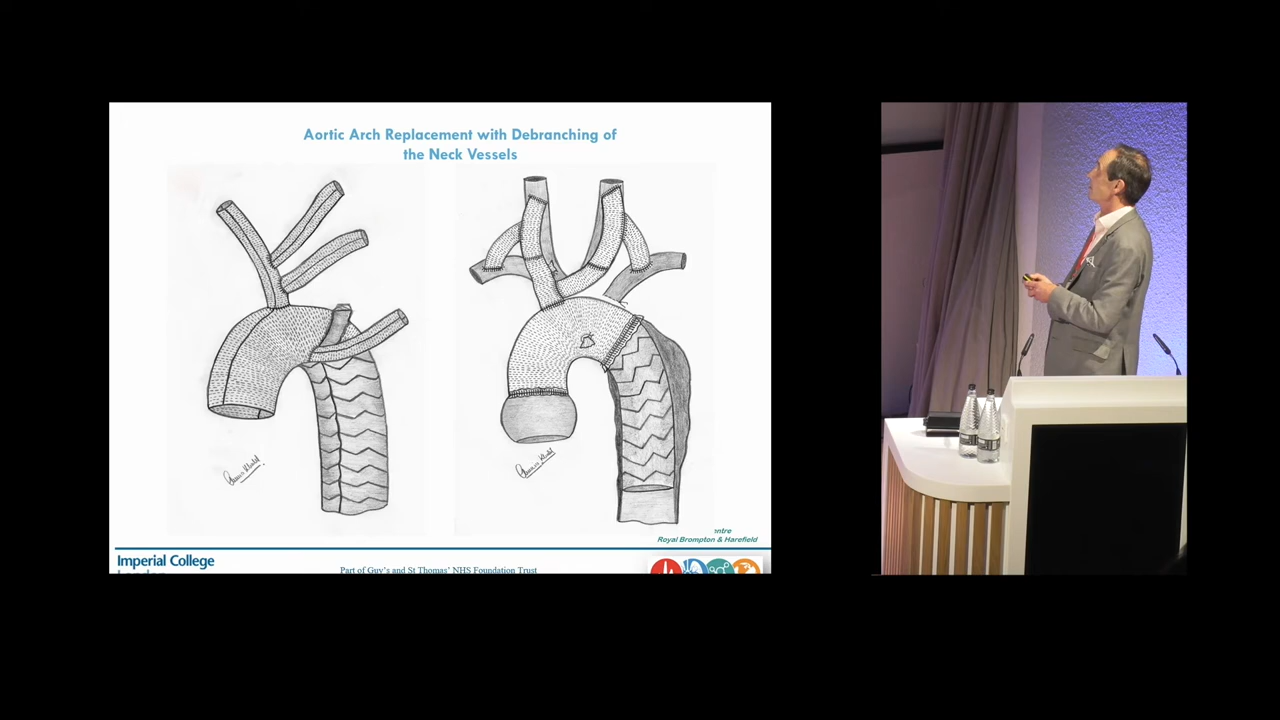 Aortic Arch Replacement with Debranching of
the Neck Vessels
Royal Brompton & Harefield
Imperial College
Part of Guy's and St Thomas' NHS Foundation Trust